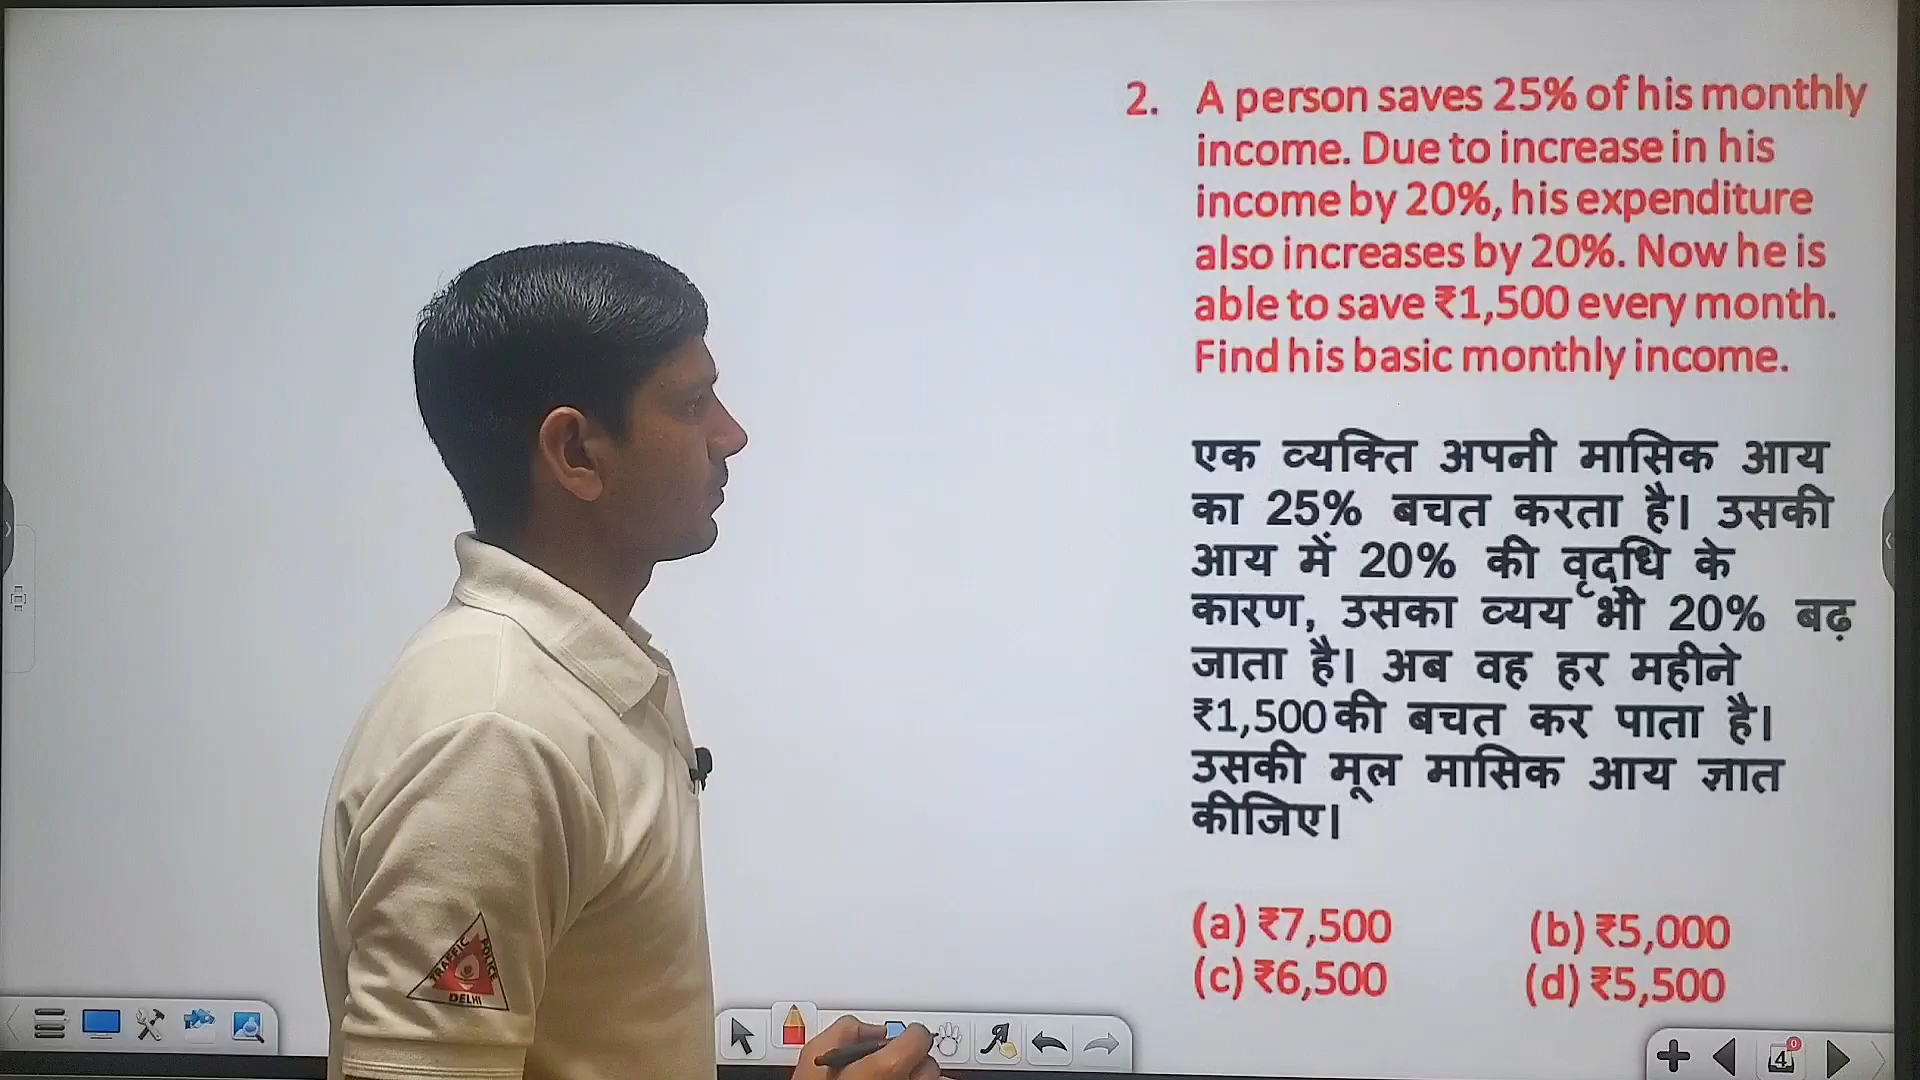 2. A person saves 25% of his monthly
income. Due to increase in his
income by 20%, his expenditure
also increases by 20%. Now he is
able to save ₹1,500 every month.
Find his basic monthly income.
एक व्यक्ति अपनी मासिक आय
का 25% बचत करता है। उसकी
आय में 20% की वृद्धि के
कारण, उसका व्यय भी 20% बढ़
जाता है। अब वह हर महीने
₹1,500 की बचत कर पाता है।
उसकी मूल मासिक आय ज्ञात
कीजिए।
(a) ₹7,500 (b) ₹5,000
(c) ₹6,500 (d) ₹5,500
TRAFFIC POLICE
DELHI
4 0